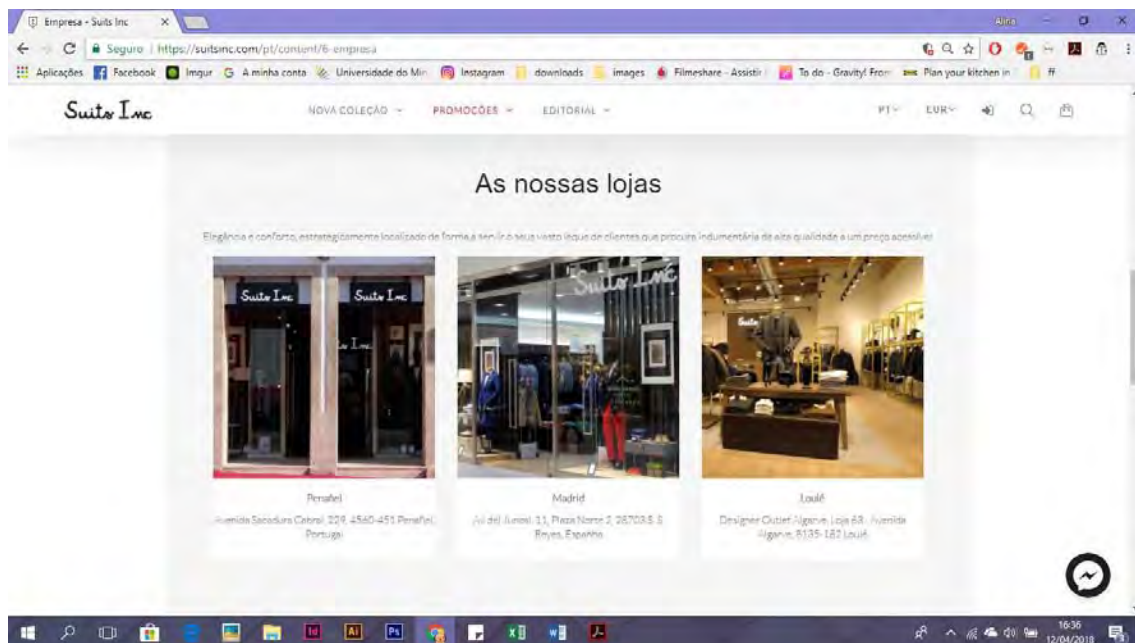 Empresa - Suits Inc
Alina
Seguro | https://suitsinc.com/pt/content/6-empresa
Aplicações Facebook Imgur A minha conta Universidade do Min Instagram downloads images Filmeshare - Assistir To do - Gravity! From Plan your kitchen in ff
Suits Inc NOVA COLEÇÃO PROMOÇÕES EDITORIAL PT EUR
As nossas lojas
Elegância e conforto, estrategicamente localizado de forma a servir o seus vasto leque de clientes que procura indumentária de alta qualidade a um preço acessível
Suits Inc Suits Inc Suits Inc
Penafiel Madrid Loulé
Avenida Sacadura Cabral, 229, 4560-451 Penafiel, Portugal
11, Plaza Norte 2, 28703 S. S. Reyes, Espanha
Designer Outlet Algarve, Loja 63 - Avenida Algarve, 8135-182 Loulé
16:36
12/04/2018